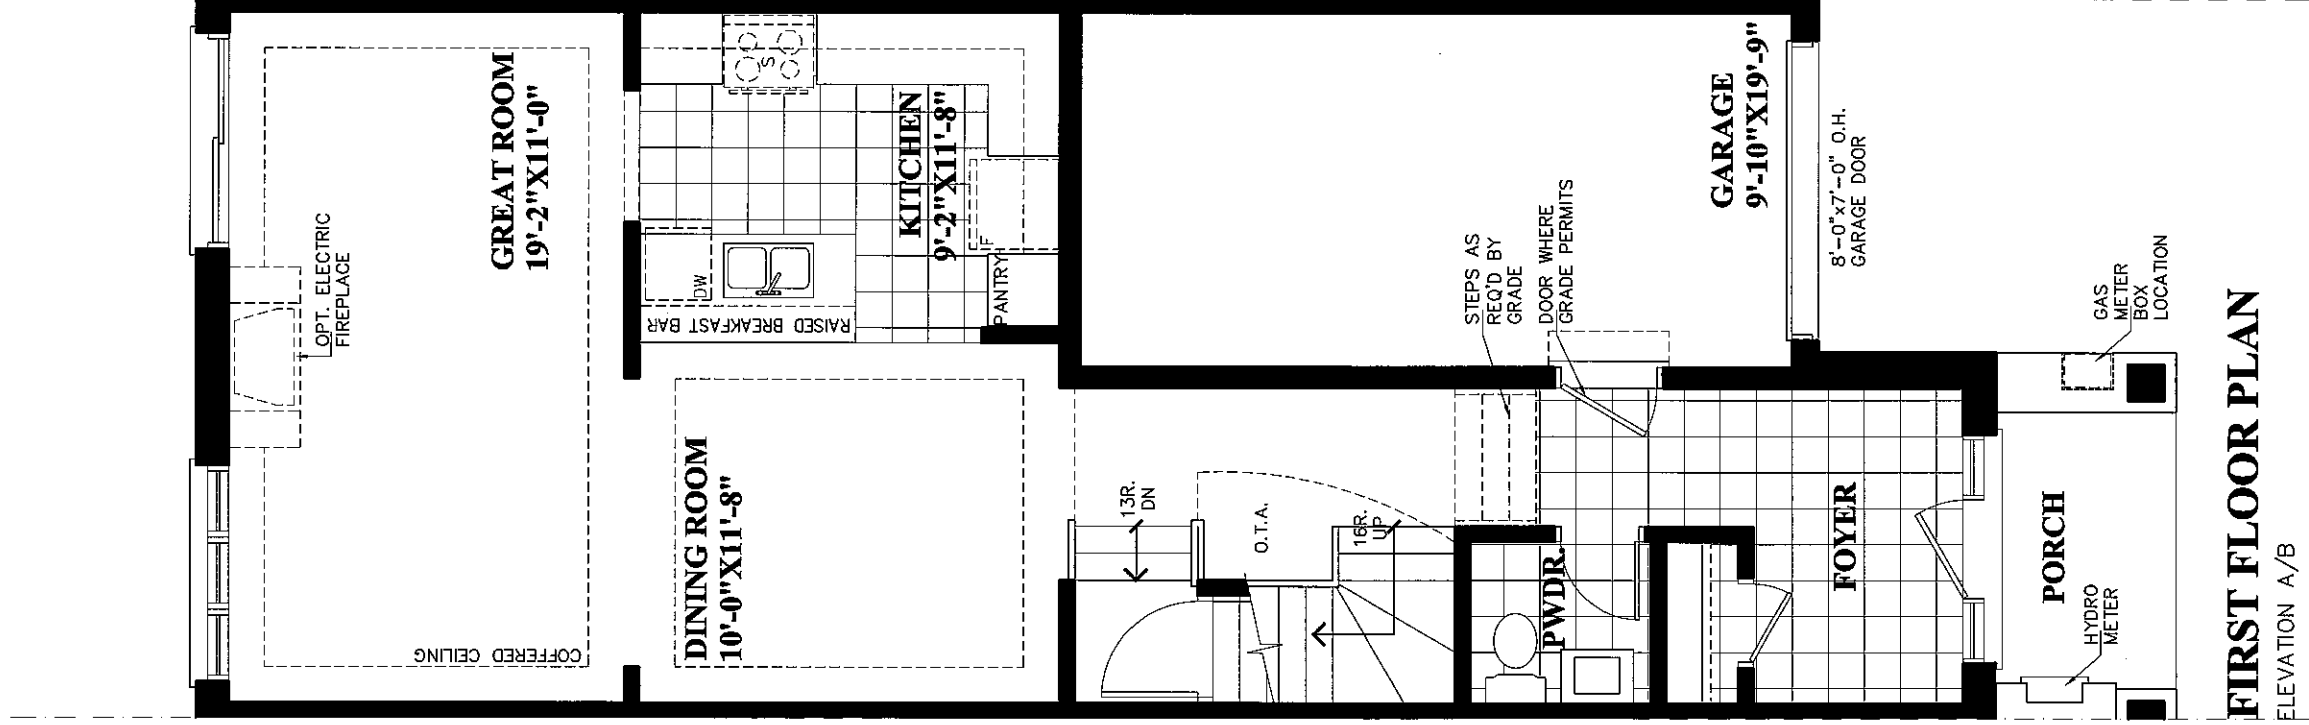 GREAT ROOM
19'-2"X11'-0"
OPT. ELECTRIC
FIREPLACE
COFFERED CEILING
KITCHEN
9'-2"X11'-8"
S
DW
F
PANTRY
RAISED BREAKFAST BAR
DINING ROOM
10'-0"X11'-8"
13R.
DN
O.T.A.
16R.
UP
GARAGE
9'-10"X19'-9"
8'-0"x7'-0" O.H.
GARAGE DOOR
STEPS AS
REQ'D BY
GRADE
DOOR WHERE
GRADE PERMITS
PWDR.
FOYER
PORCH
GAS
METER
BOX
LOCATION
HYDRO
METER
FIRST FLOOR PLAN
ELEVATION A/B